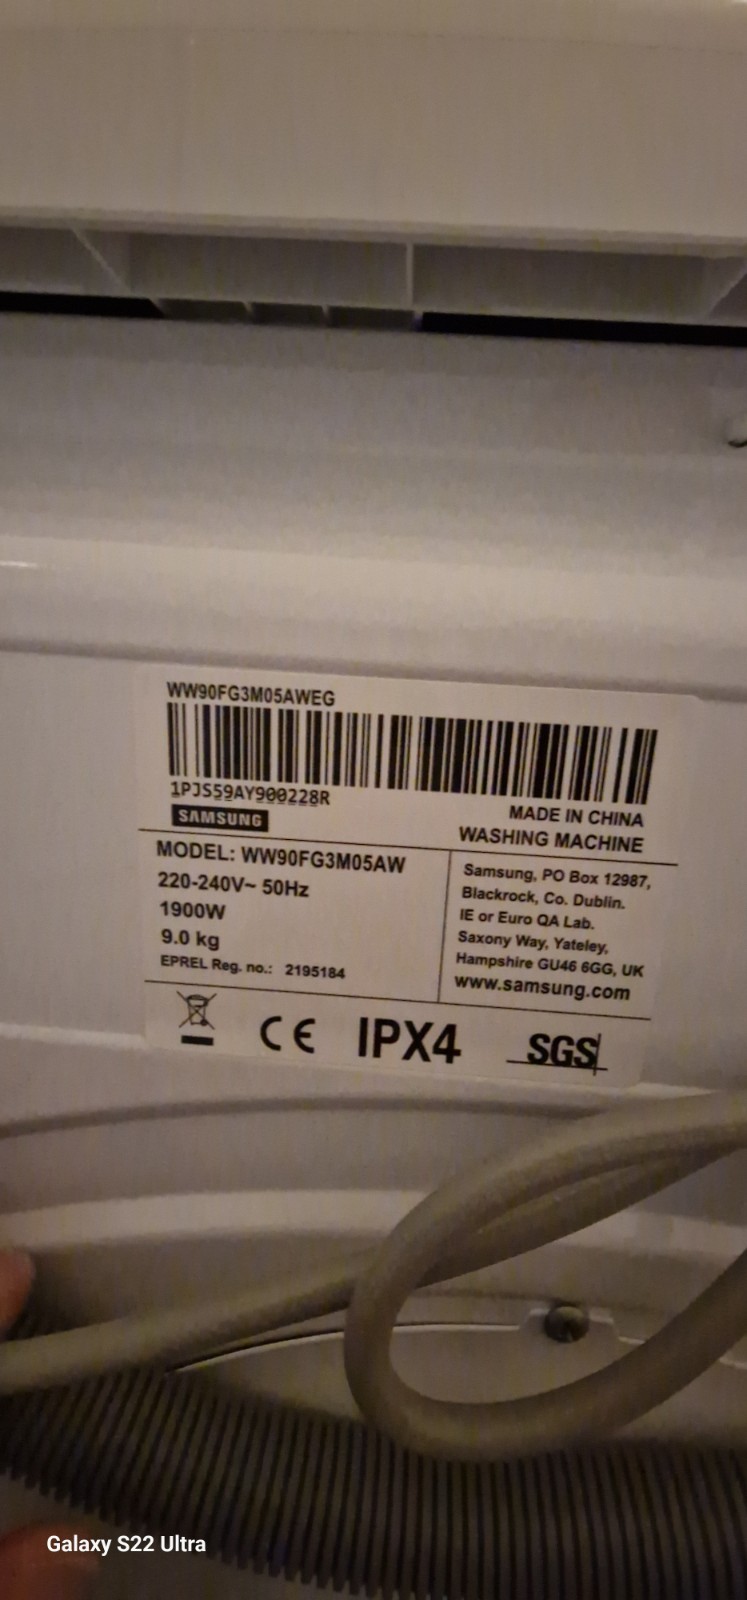 WW90FG3M05AWEG
1PJS59AY900228R
SAMSUNG
MADE IN CHINA
WASHING MACHINE
MODEL: WW90FG3M05AW
220-240V~ 50Hz
1900W
9.0 kg
EPREL Reg. no.: 2195184
Samsung, PO Box 12987,
Blackrock, Co. Dublin.
IE or Euro QA Lab.
Saxony Way, Yateley,
Hampshire GU46 6GG, UK
www.samsung.com
CE IPX4 SGS
Galaxy S22 Ultra